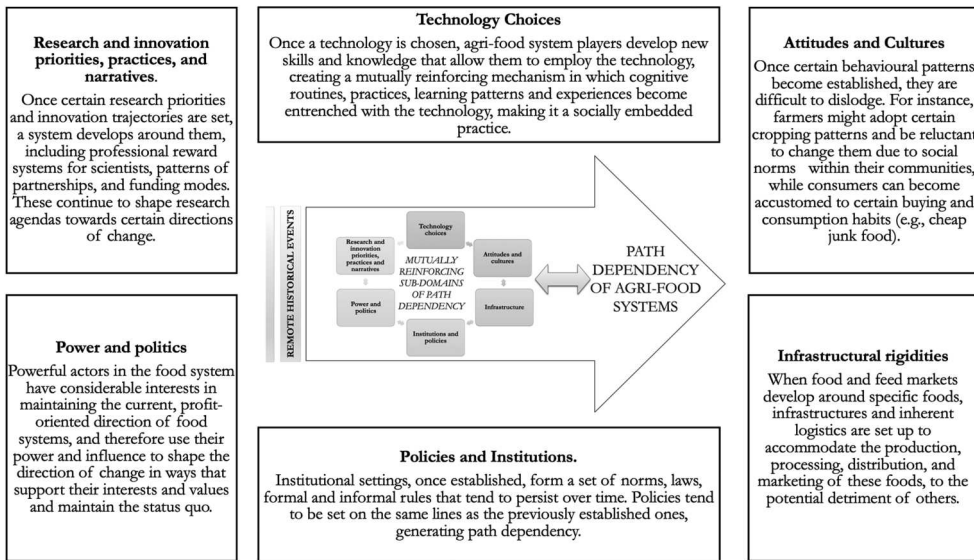 Research and innovation
priorities, practices, and
narratives.
Once certain research priorities
and innovation trajectories are set,
a system develops around them,
including professional reward
systems for scientists, patterns of
partnerships, and funding modes.
These continue to shape research
agendas towards certain directions
of change.
Technology Choices
Once a technology is chosen, agri-food system players develop new
skills and knowledge that allow them to employ the technology,
creating a mutually reinforcing mechanism in which cognitive
routines, practices, learning patterns and experiences become
entrenched with the technology, making it a socially embedded
practice.
Attitudes and Cultures
Once certain behavioural patterns
become established, they are
difficult to dislodge. For instance,
farmers might adopt certain
cropping patterns and be reluctant
to change them due to social
norms within their communities,
while consumers can become
accustomed to certain buying and
consumption habits (e.g., cheap
junk food).
REMOTE HISTORICAL EVENTS
Technology
choices
Research and
innovation
priorities,
practices and
narratives
Attitudes and
cultures
MUTUALLY
REINFORCING
SUB-DOMAINS
OF PATH
DEPENDENCY
Power and
politics
Infrastructure
Institutions and
policies
PATH
DEPENDENCY
OF AGRI-FOOD
SYSTEMS
Power and politics
Powerful actors in the food system
have considerable interests in
maintaining the current, profit-
oriented direction of food
systems, and therefore use their
power and influence to shape the
direction of change in ways that
support their interests and values
and maintain the status quo.
Policies and Institutions.
Institutional settings, once established, form a set of norms, laws,
formal and informal rules that tend to persist over time. Policies tend
to be set on the same lines as the previously established ones,
generating path dependency.
Infrastructural rigidities
When food and feed markets
develop around specific foods,
infrastructures and inherent
logistics are set up to
accommodate the production,
processing, distribution, and
marketing of these foods, to the
potential detriment of others.